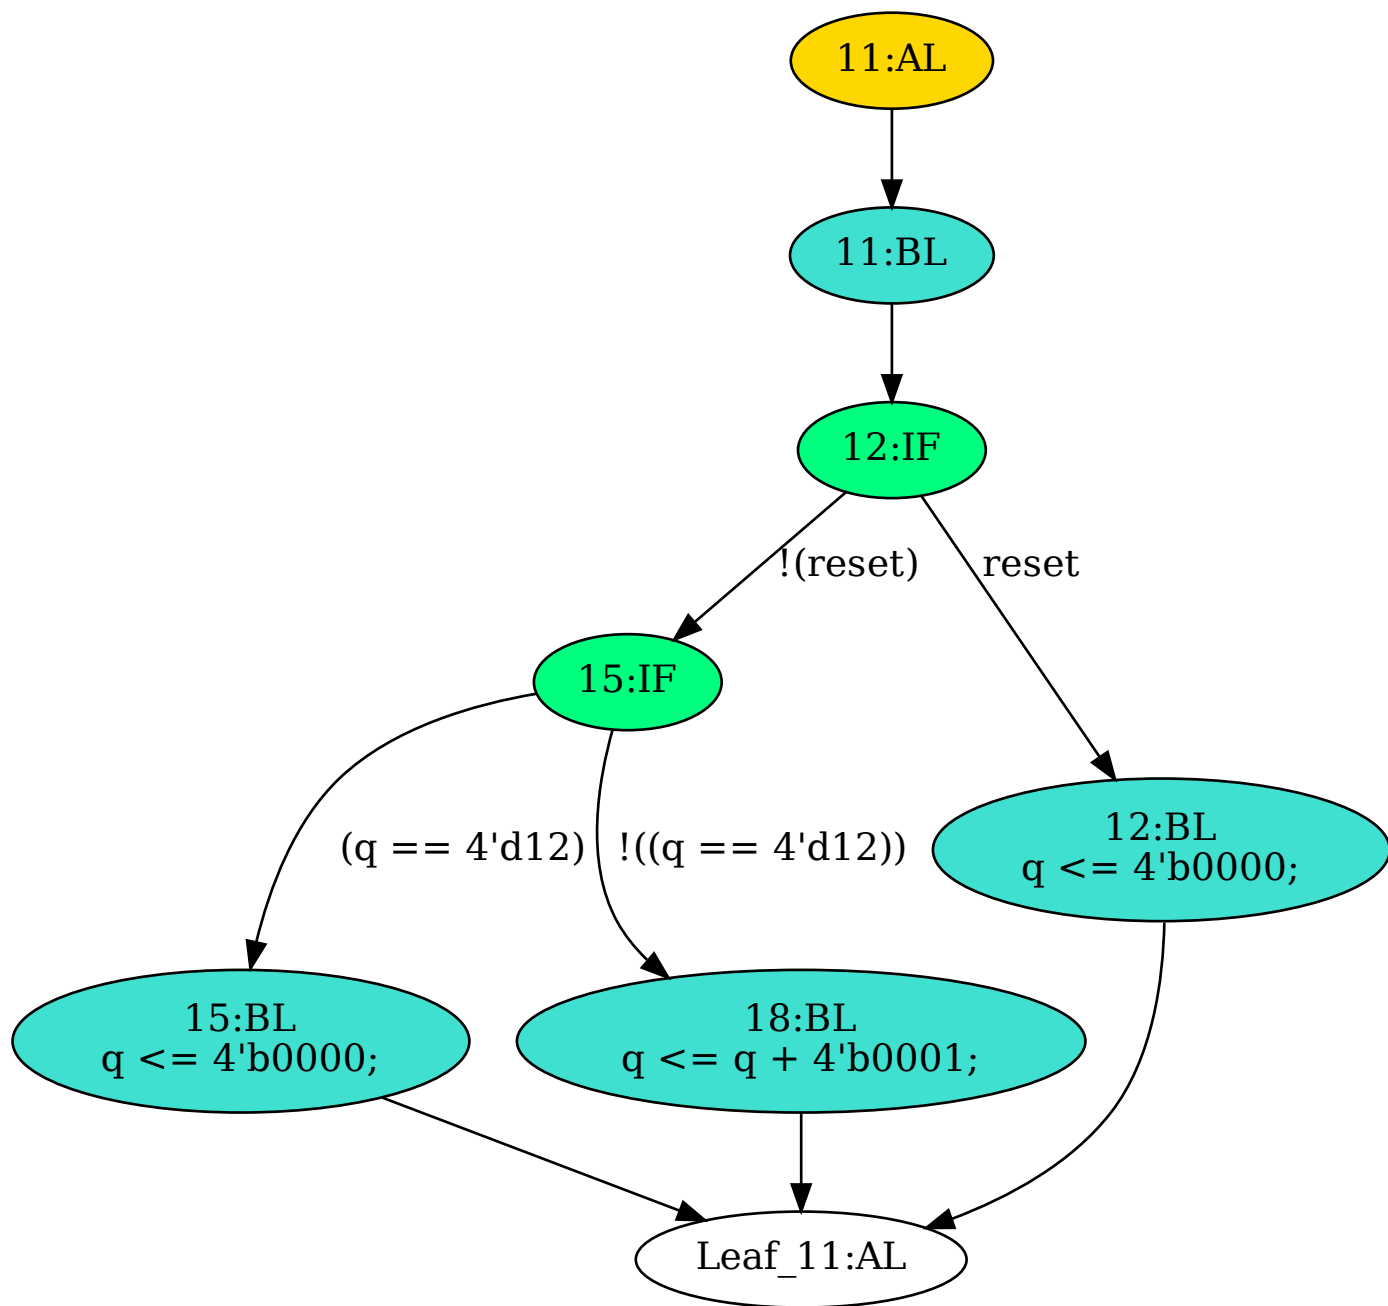 11:AL
11:BL
12:IF
!(reset)
reset
15:IF
(q == 4'd12)
!((q == 4'd12))
12:BL
q <= 4'b0000;
15:BL
q <= 4'b0000;
18:BL
q <= q + 4'b0001;
Leaf_11:AL